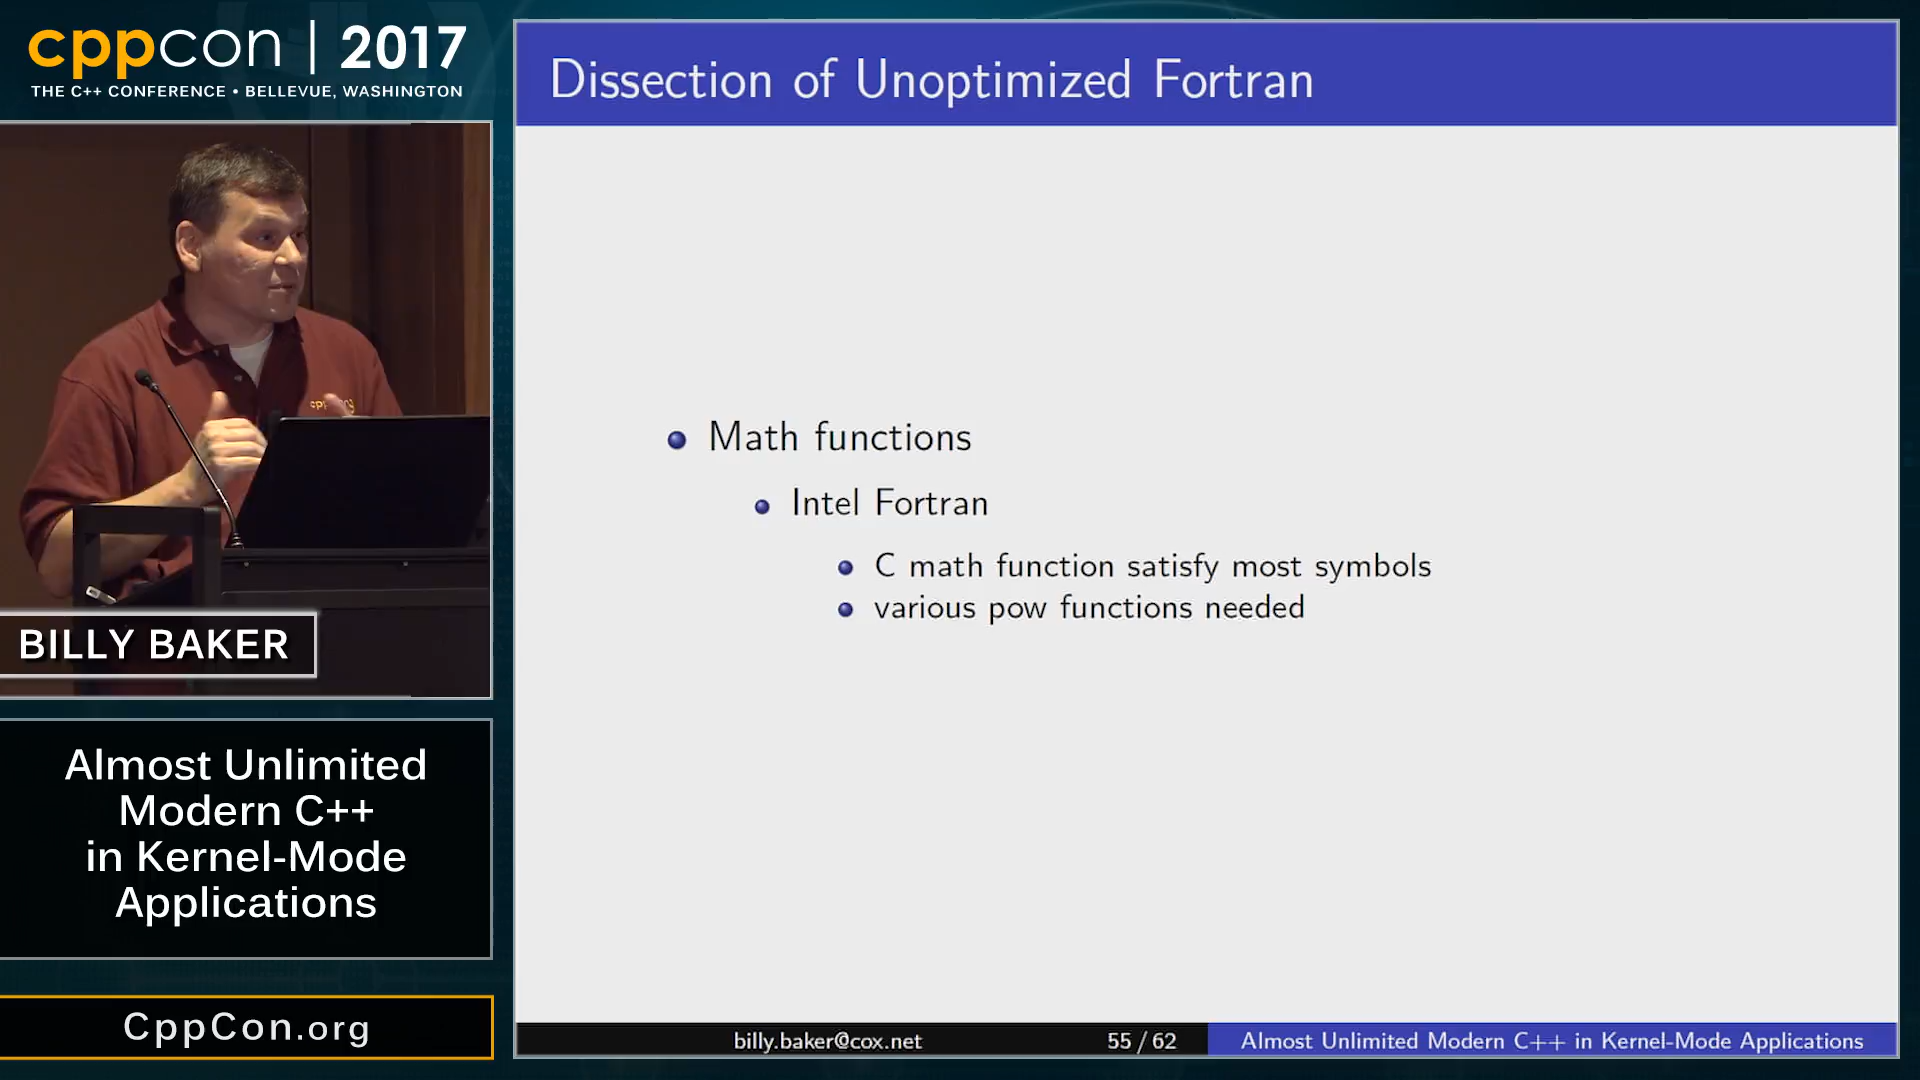 cppcon | 2017
THE C++ CONFERENCE • BELLEVUE, WASHINGTON
BILLY BAKER
Almost Unlimited
Modern C++
in Kernel-Mode
Applications
CppCon.org
Dissection of Unoptimized Fortran
Math functions
Intel Fortran
C math function satisfy most symbols
various pow functions needed
billy.baker@cox.net
55 / 62
Almost Unlimited Modern C++ in Kernel-Mode Applications